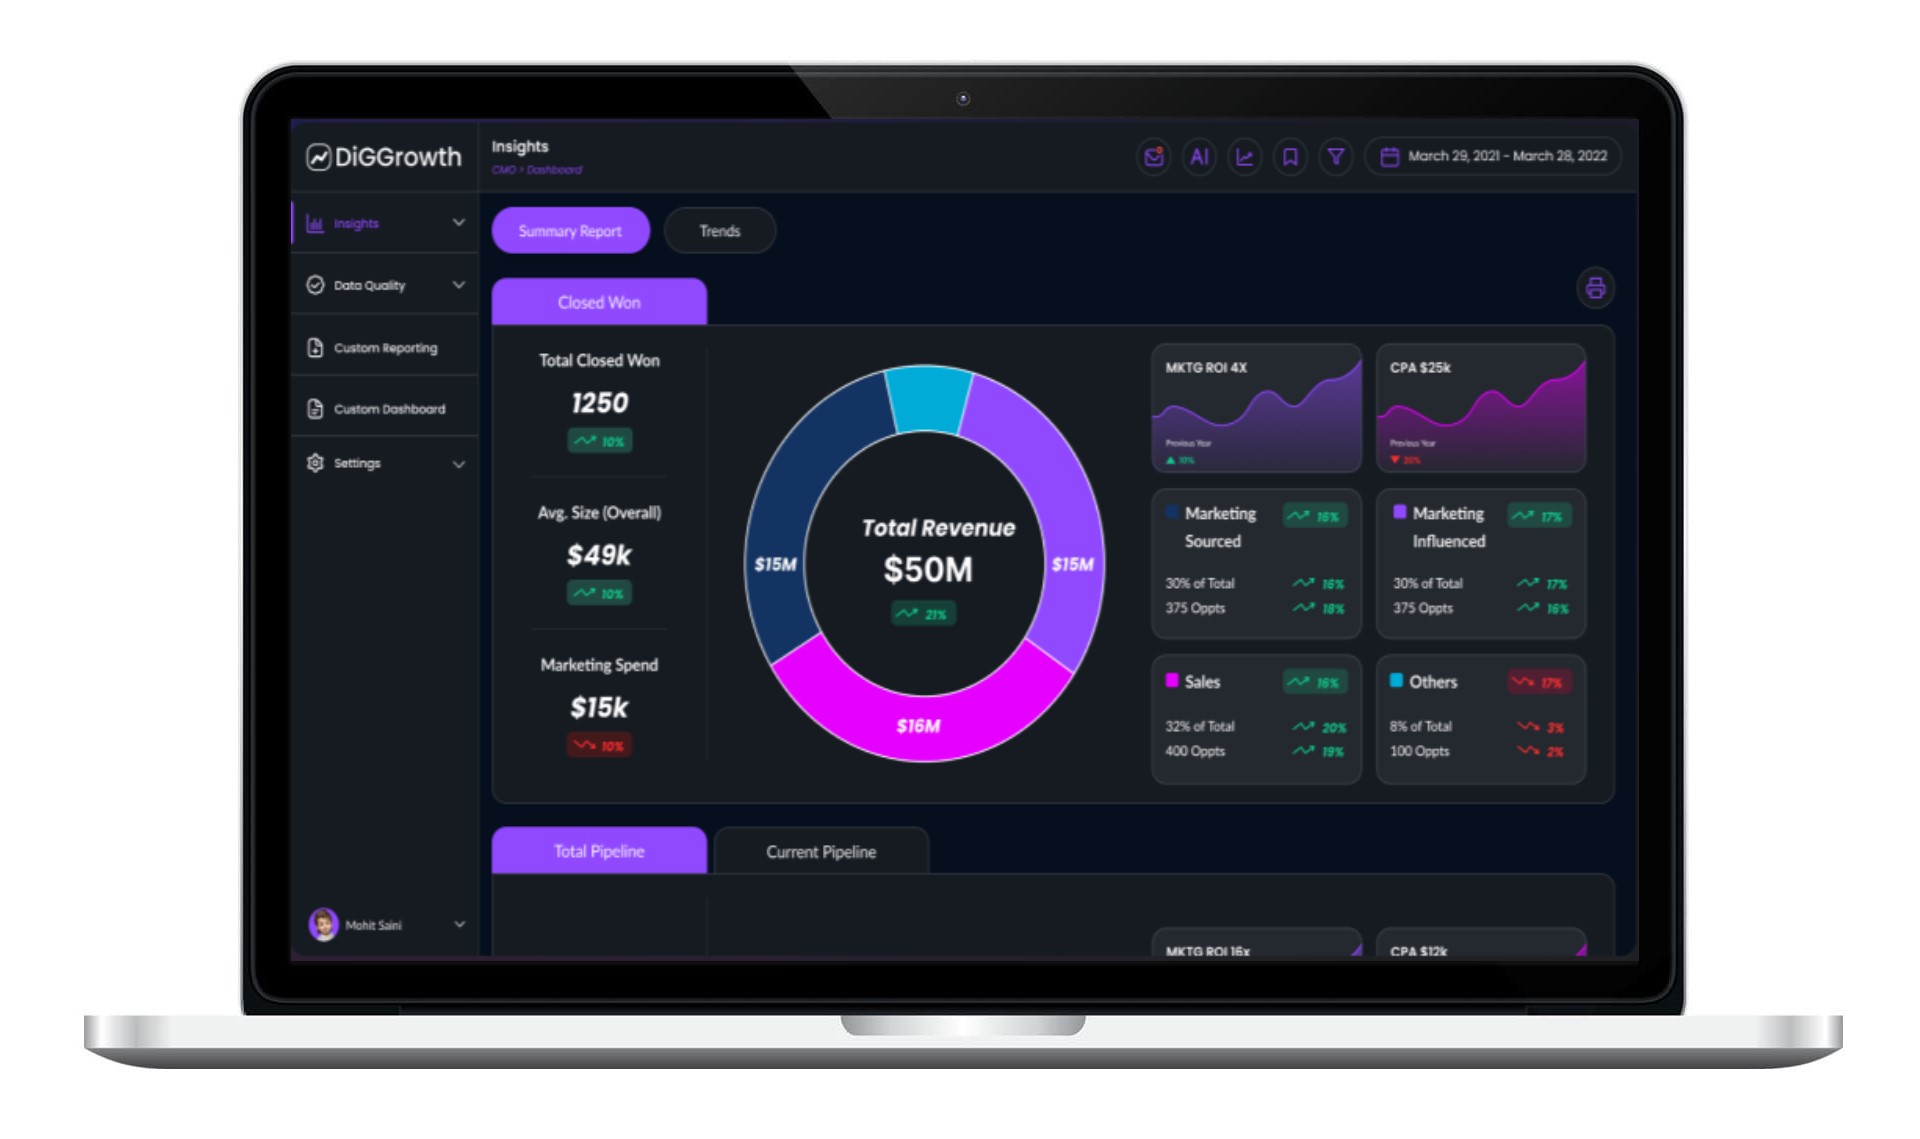 DiGGrowth
Insights
CMO > Dashboard
AI
March 29, 2021 - March 28, 2022
Insights
Data Quality
Custom Reporting
Custom Dashboard
Settings
Mohit Saini
Summary Report
Trends
Closed Won
Total Closed Won
1250
10%
Avg. Size (Overall)
$49k
10%
Marketing Spend
$15k
10%
$15M
Total Revenue
$50M
21%
$15M
$16M
MKTG ROI 4X
Previous Year
10%
CPA $25k
Previous Year
20%
Marketing
Sourced
16%
30% of Total 16%
375 Oppts 18%
Marketing
Influenced
17%
30% of Total 17%
375 Oppts 16%
Sales 16%
32% of Total 20%
400 Oppts 19%
Others 17%
8% of Total 3%
100 Oppts 2%
Total Pipeline
Current Pipeline
MKTG ROI 16x
CPA $12k